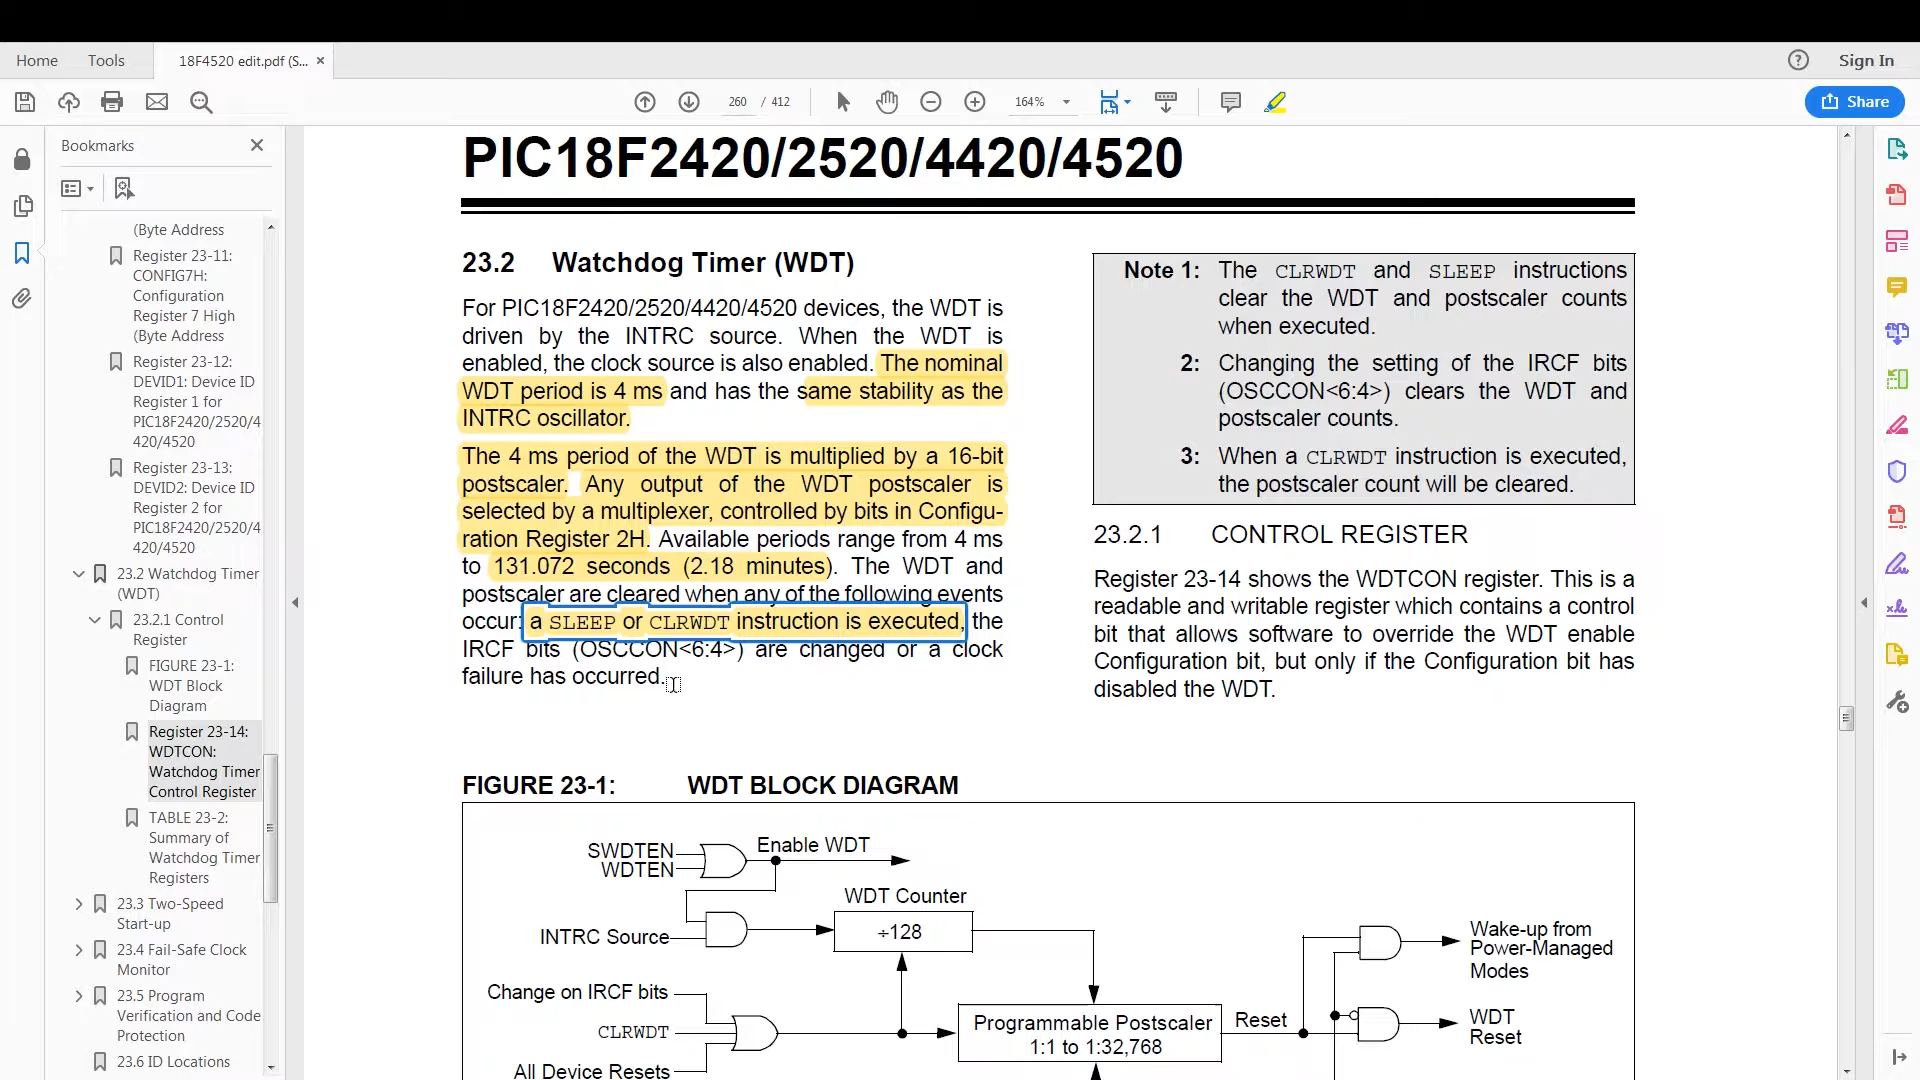 Home
Tools
18F4520 edit.pdf (S...
×
Sign In
260 / 412
164%
Share
Bookmarks
(Byte Address
Register 23-11:
CONFIG7H:
Configuration
Register 7 High
(Byte Address
Register 23-12:
DEVID1: Device ID
Register 1 for
PIC18F2420/2520/4
420/4520
Register 23-13:
DEVID2: Device ID
Register 2 for
PIC18F2420/2520/4
420/4520
23.2 Watchdog Timer
(WDT)
23.2.1 Control
Register
FIGURE 23-1:
WDT Block
Diagram
Register 23-14:
WDTCON:
Watchdog Timer
Control Register
TABLE 23-2:
Summary of
Watchdog Timer
Registers
23.3 Two-Speed
Start-up
23.4 Fail-Safe Clock
Monitor
23.5 Program
Verification and Code
Protection
23.6 ID Locations
PIC18F2420/2520/4420/4520
23.2 Watchdog Timer (WDT)
For PIC18F2420/2520/4420/4520 devices, the WDT is
driven by the INTRC source. When the WDT is
enabled, the clock source is also enabled. The nominal
WDT period is 4 ms and has the same stability as the
INTRC oscillator.
The 4 ms period of the WDT is multiplied by a 16-bit
postscaler. Any output of the WDT postscaler is
selected by a multiplexer, controlled by bits in Configu-
ration Register 2H. Available periods range from 4 ms
to 131.072 seconds (2.18 minutes). The WDT and
postscaler are cleared when any of the following events
occur: a SLEEP or CLRWDT instruction is executed, the
IRCF bits (OSCCON<6:4>) are changed or a clock
failure has occurred.
Note 1: The CLRWDT and SLEEP instructions
clear the WDT and postscaler counts
when executed.
2: Changing the setting of the IRCF bits
(OSCCON<6:4>) clears the WDT and
postscaler counts.
3: When a CLRWDT instruction is executed,
the postscaler count will be cleared.
23.2.1 CONTROL REGISTER
Register 23-14 shows the WDTCON register. This is a
readable and writable register which contains a control
bit that allows software to override the WDT enable
Configuration bit, but only if the Configuration bit has
disabled the WDT.
FIGURE 23-1: WDT BLOCK DIAGRAM
SWDTEN
WDTEN
Enable WDT
WDT Counter
INTRC Source
÷128
Wake-up from
Power-Managed
Modes
Change on IRCF bits
CLRWDT
Programmable Postscaler
1:1 to 1:32,768
Reset
WDT
Reset
All Device Resets